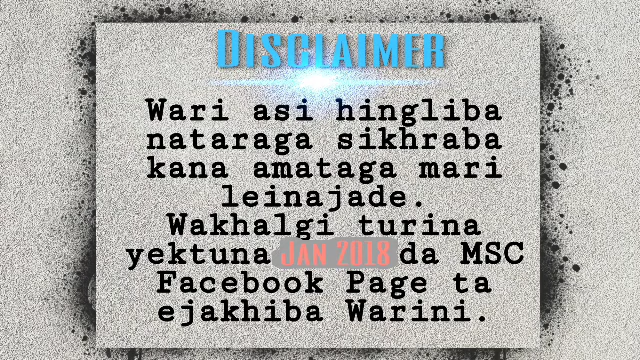 DISCLAIMER
Wari asi hingliba
nataraga sikhraba
kana amataga mari
leinajade.
Wakhalgi turina
yektuna JAN 2018 da MSC
Facebook Page ta
ejakhiba Warini.